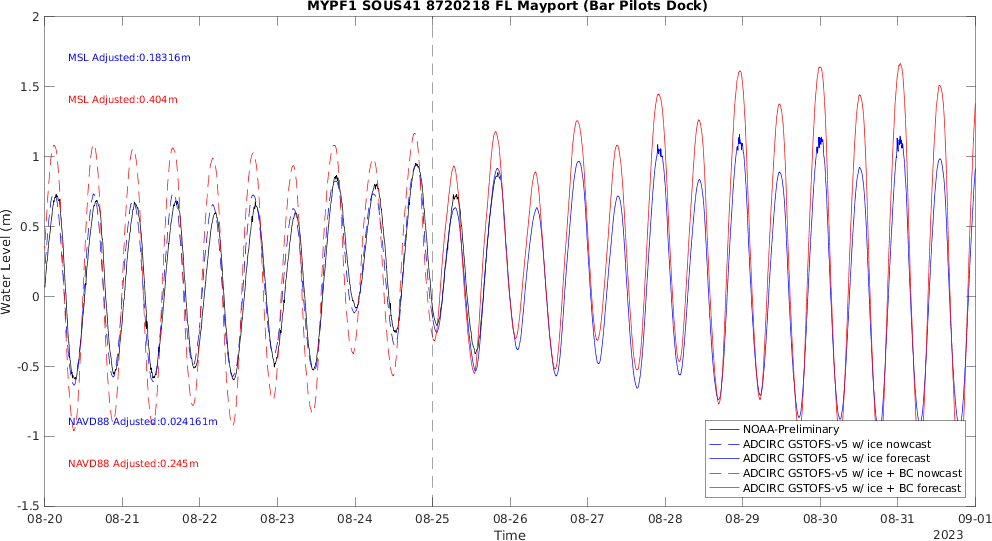 MYPF1 SOUS41 8720218 FL Mayport (Bar Pilots Dock)
2
1.5
1
0.5
0
-0.5
-1
-1.5
Water Level (m)
MSL Adjusted:0.18316m
MSL Adjusted:0.404m
NAVD88 Adjusted:0.024161m
NAVD88 Adjusted:0.245m
NOAA-Preliminary
ADCIRC GSTOFS-v5 w/ ice nowcast
ADCIRC GSTOFS-v5 w/ ice forecast
ADCIRC GSTOFS-v5 w/ ice + BC nowcast
ADCIRC GSTOFS-v5 w/ ice + BC forecast
08-20 08-21 08-22 08-23 08-24 08-25 08-26 08-27 08-28 08-29 08-30 08-31 09-01
Time
2023